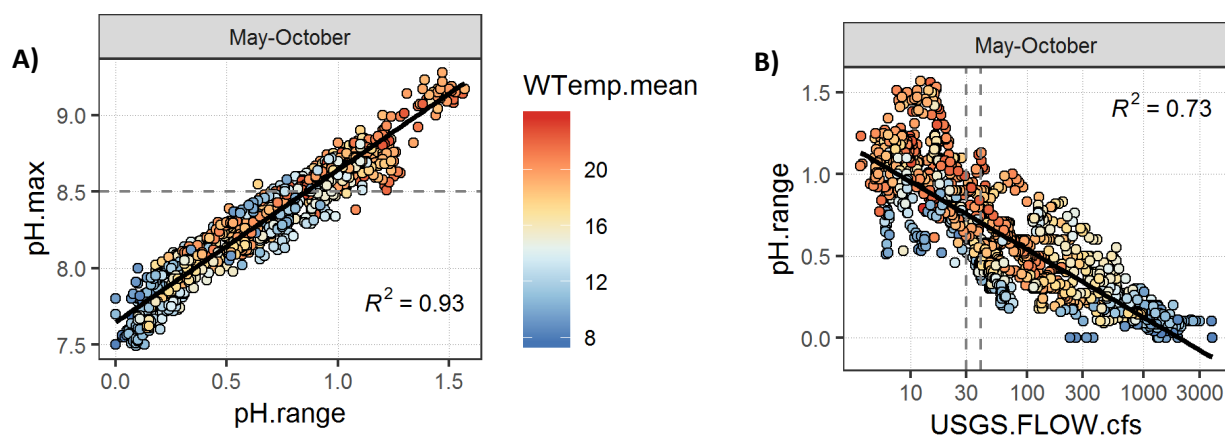 A)
May-October
9.0
8.5
8.0
7.5
pH.max
R² = 0.93
0.0 0.5 1.0 1.5
pH.range
WTemp.mean
20
16
12
8
B)
May-October
1.5
1.0
0.5
0.0
pH.range
R² = 0.73
10 30 100 300 1000 3000
USGS.FLOW.cfs